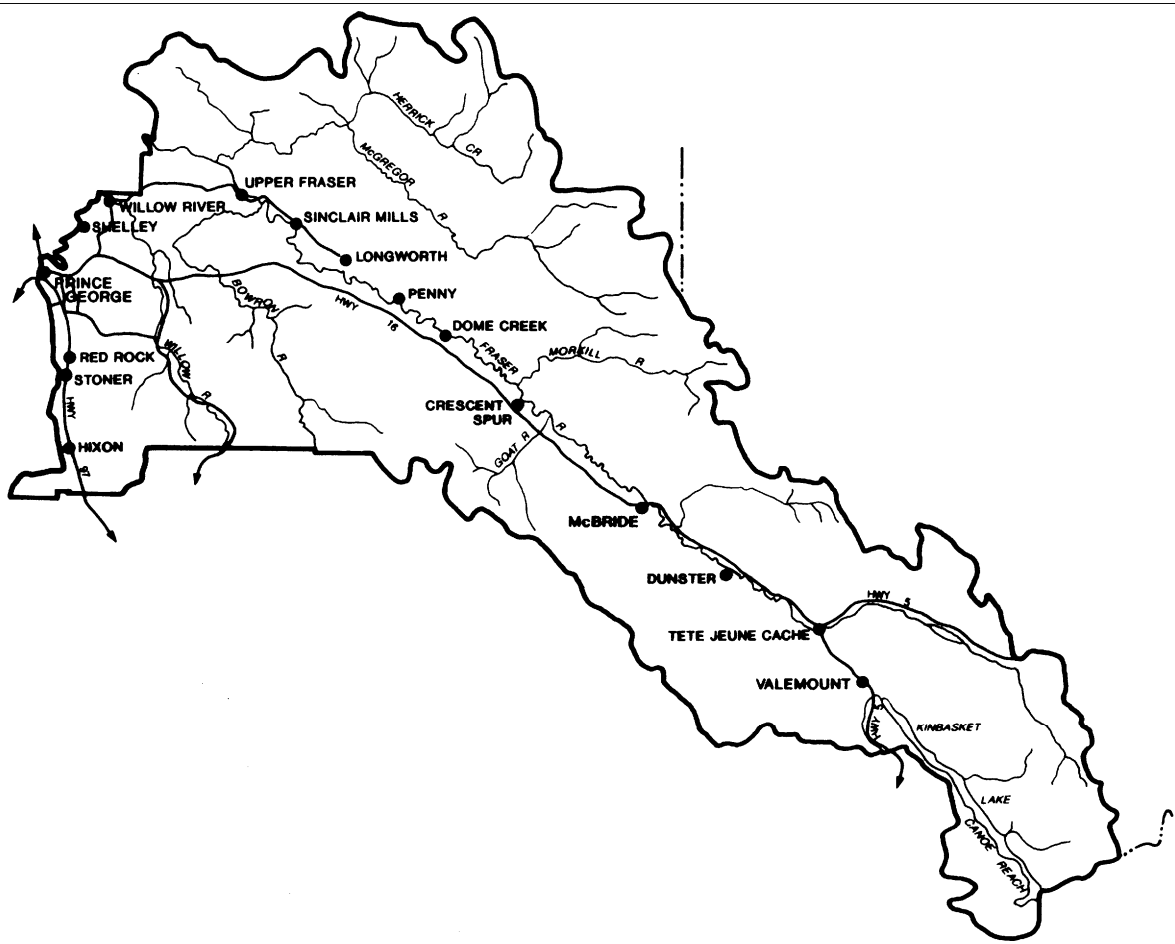 HERRICK
CR
McGREGOR
R
UPPER FRASER
WILLOW RIVER
SINCLAIR MILLS
SHELLEY
LONGWORTH
PRINCE
GEORGE
BOWRON
R
HWY
16
PENNY
DOME CREEK
FRASER
R
MORKILL
R
RED ROCK
STONER
WILLOW
R
HWY
97
CRESCENT
SPUR
GOAT R
HIXON
McBRIDE
DUNSTER
HWY
5
TETE JEUNE CACHE
VALEMOUNT
HWY
5
KINBASKET
LAKE
CANOE
REACH